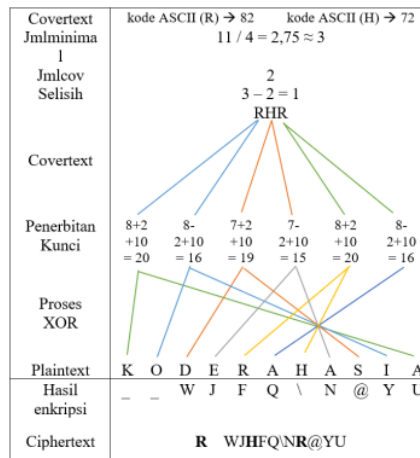 Covertext kode ASCII (R) → 82 kode ASCII (H) → 72
Jmlminima 11 / 4 = 2,75 ≈ 3
l
Jmlcov 2
Selisih 3 – 2 = 1
RHR
Covertext
Penerbitan 8+2 8- 7+2 7- 8+2 8-
Kunci +10 2+10 +10 2+10 +10 2+10
= 20 = 16 = 19 = 15 = 20 = 16
Proses
XOR
Plaintext K O D E R A H A S I A
Hasil _ _ W J F Q \ N @ Y U
enkripsi
Ciphertext R WJHFQ\NR@YU